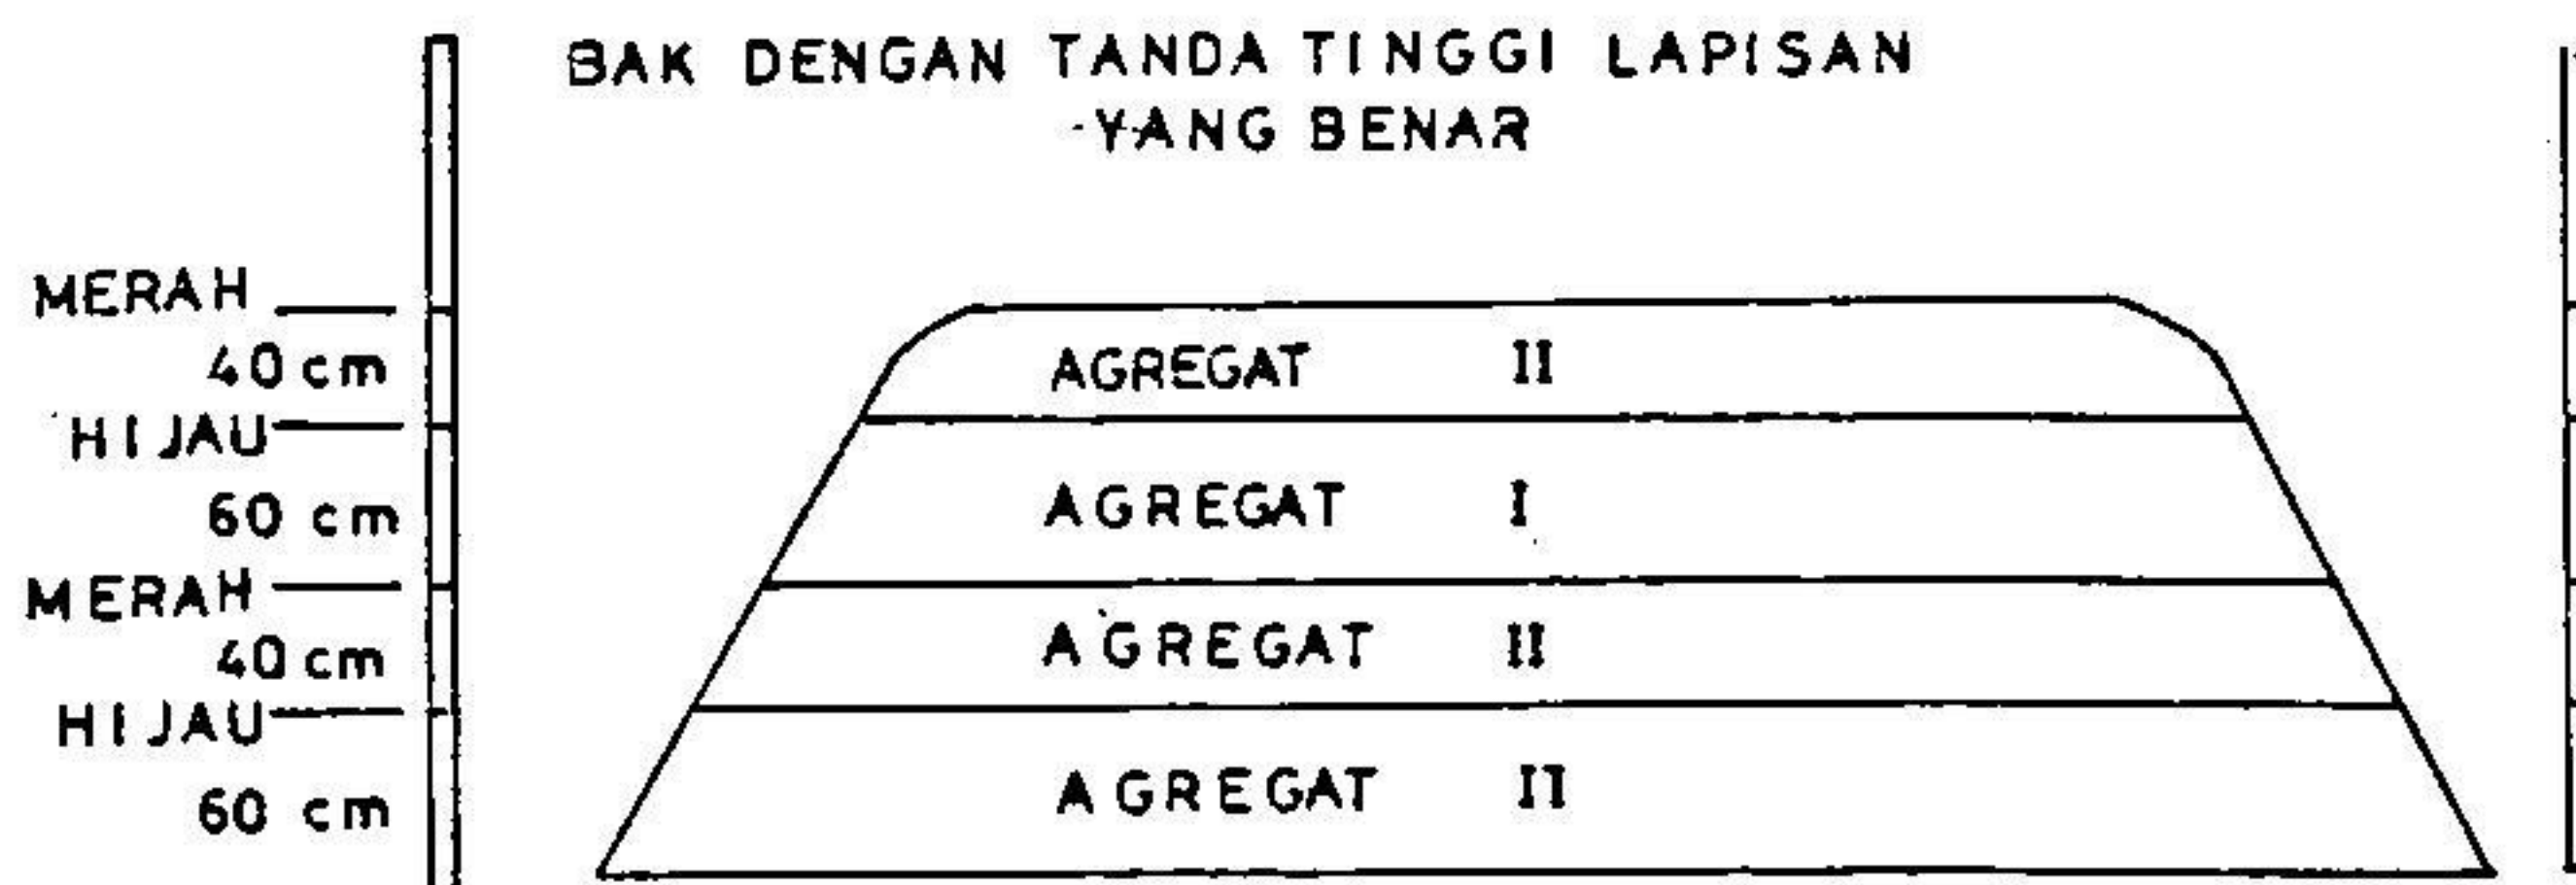 BAK DENGAN TANDA TINGGI LAPISAN
YANG BENAR
MERAH
40 cm
AGREGAT II
HIJAU
60 cm
AGREGAT I
MERAH
40 cm
AGREGAT II
HIJAU
60 cm
AGREGAT II